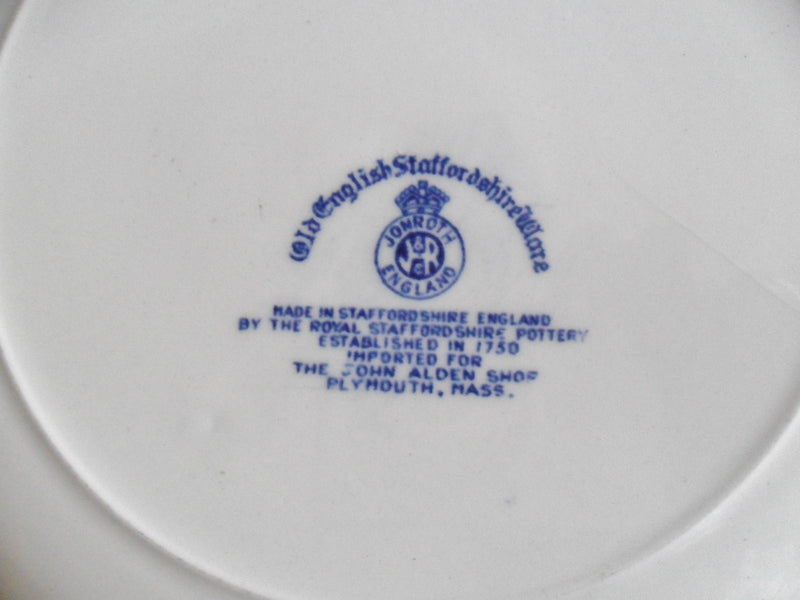 Old English Staffordshire Ware
JONROTH
ENGLAND
MADE IN STAFFORDSHIRE ENGLAND
BY THE ROYAL STAFFORDSHIRE POTTERY
ESTABLISHED IN 1750
IMPORTED FOR
THE JOHN ALDEN SHOP
PLYMOUTH, MASS.